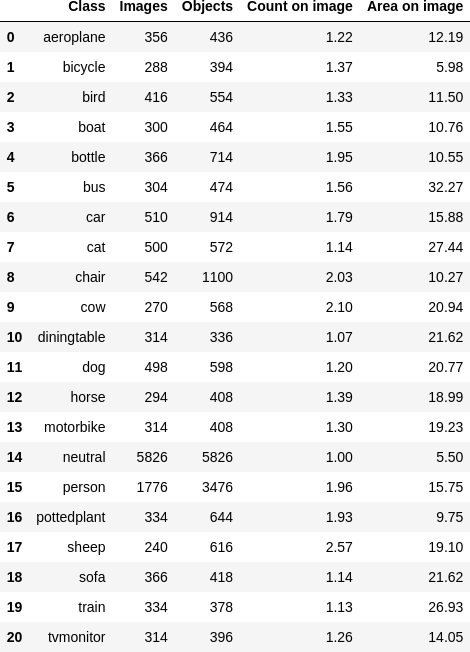 Class Images Objects Count on image Area on image
0 aeroplane 356 436 1.22 12.19
1 bicycle 288 394 1.37 5.98
2 bird 416 554 1.33 11.50
3 boat 300 464 1.55 10.76
4 bottle 366 714 1.95 10.55
5 bus 304 474 1.56 32.27
6 car 510 914 1.79 15.88
7 cat 500 572 1.14 27.44
8 chair 542 1100 2.03 10.27
9 cow 270 568 2.10 20.94
10 diningtable 314 336 1.07 21.62
11 dog 498 598 1.20 20.77
12 horse 294 408 1.39 18.99
13 motorbike 314 408 1.30 19.23
14 neutral 5826 5826 1.00 5.50
15 person 1776 3476 1.96 15.75
16 pottedplant 334 644 1.93 9.75
17 sheep 240 616 2.57 19.10
18 sofa 366 418 1.14 21.62
19 train 334 378 1.13 26.93
20 tvmonitor 314 396 1.26 14.05